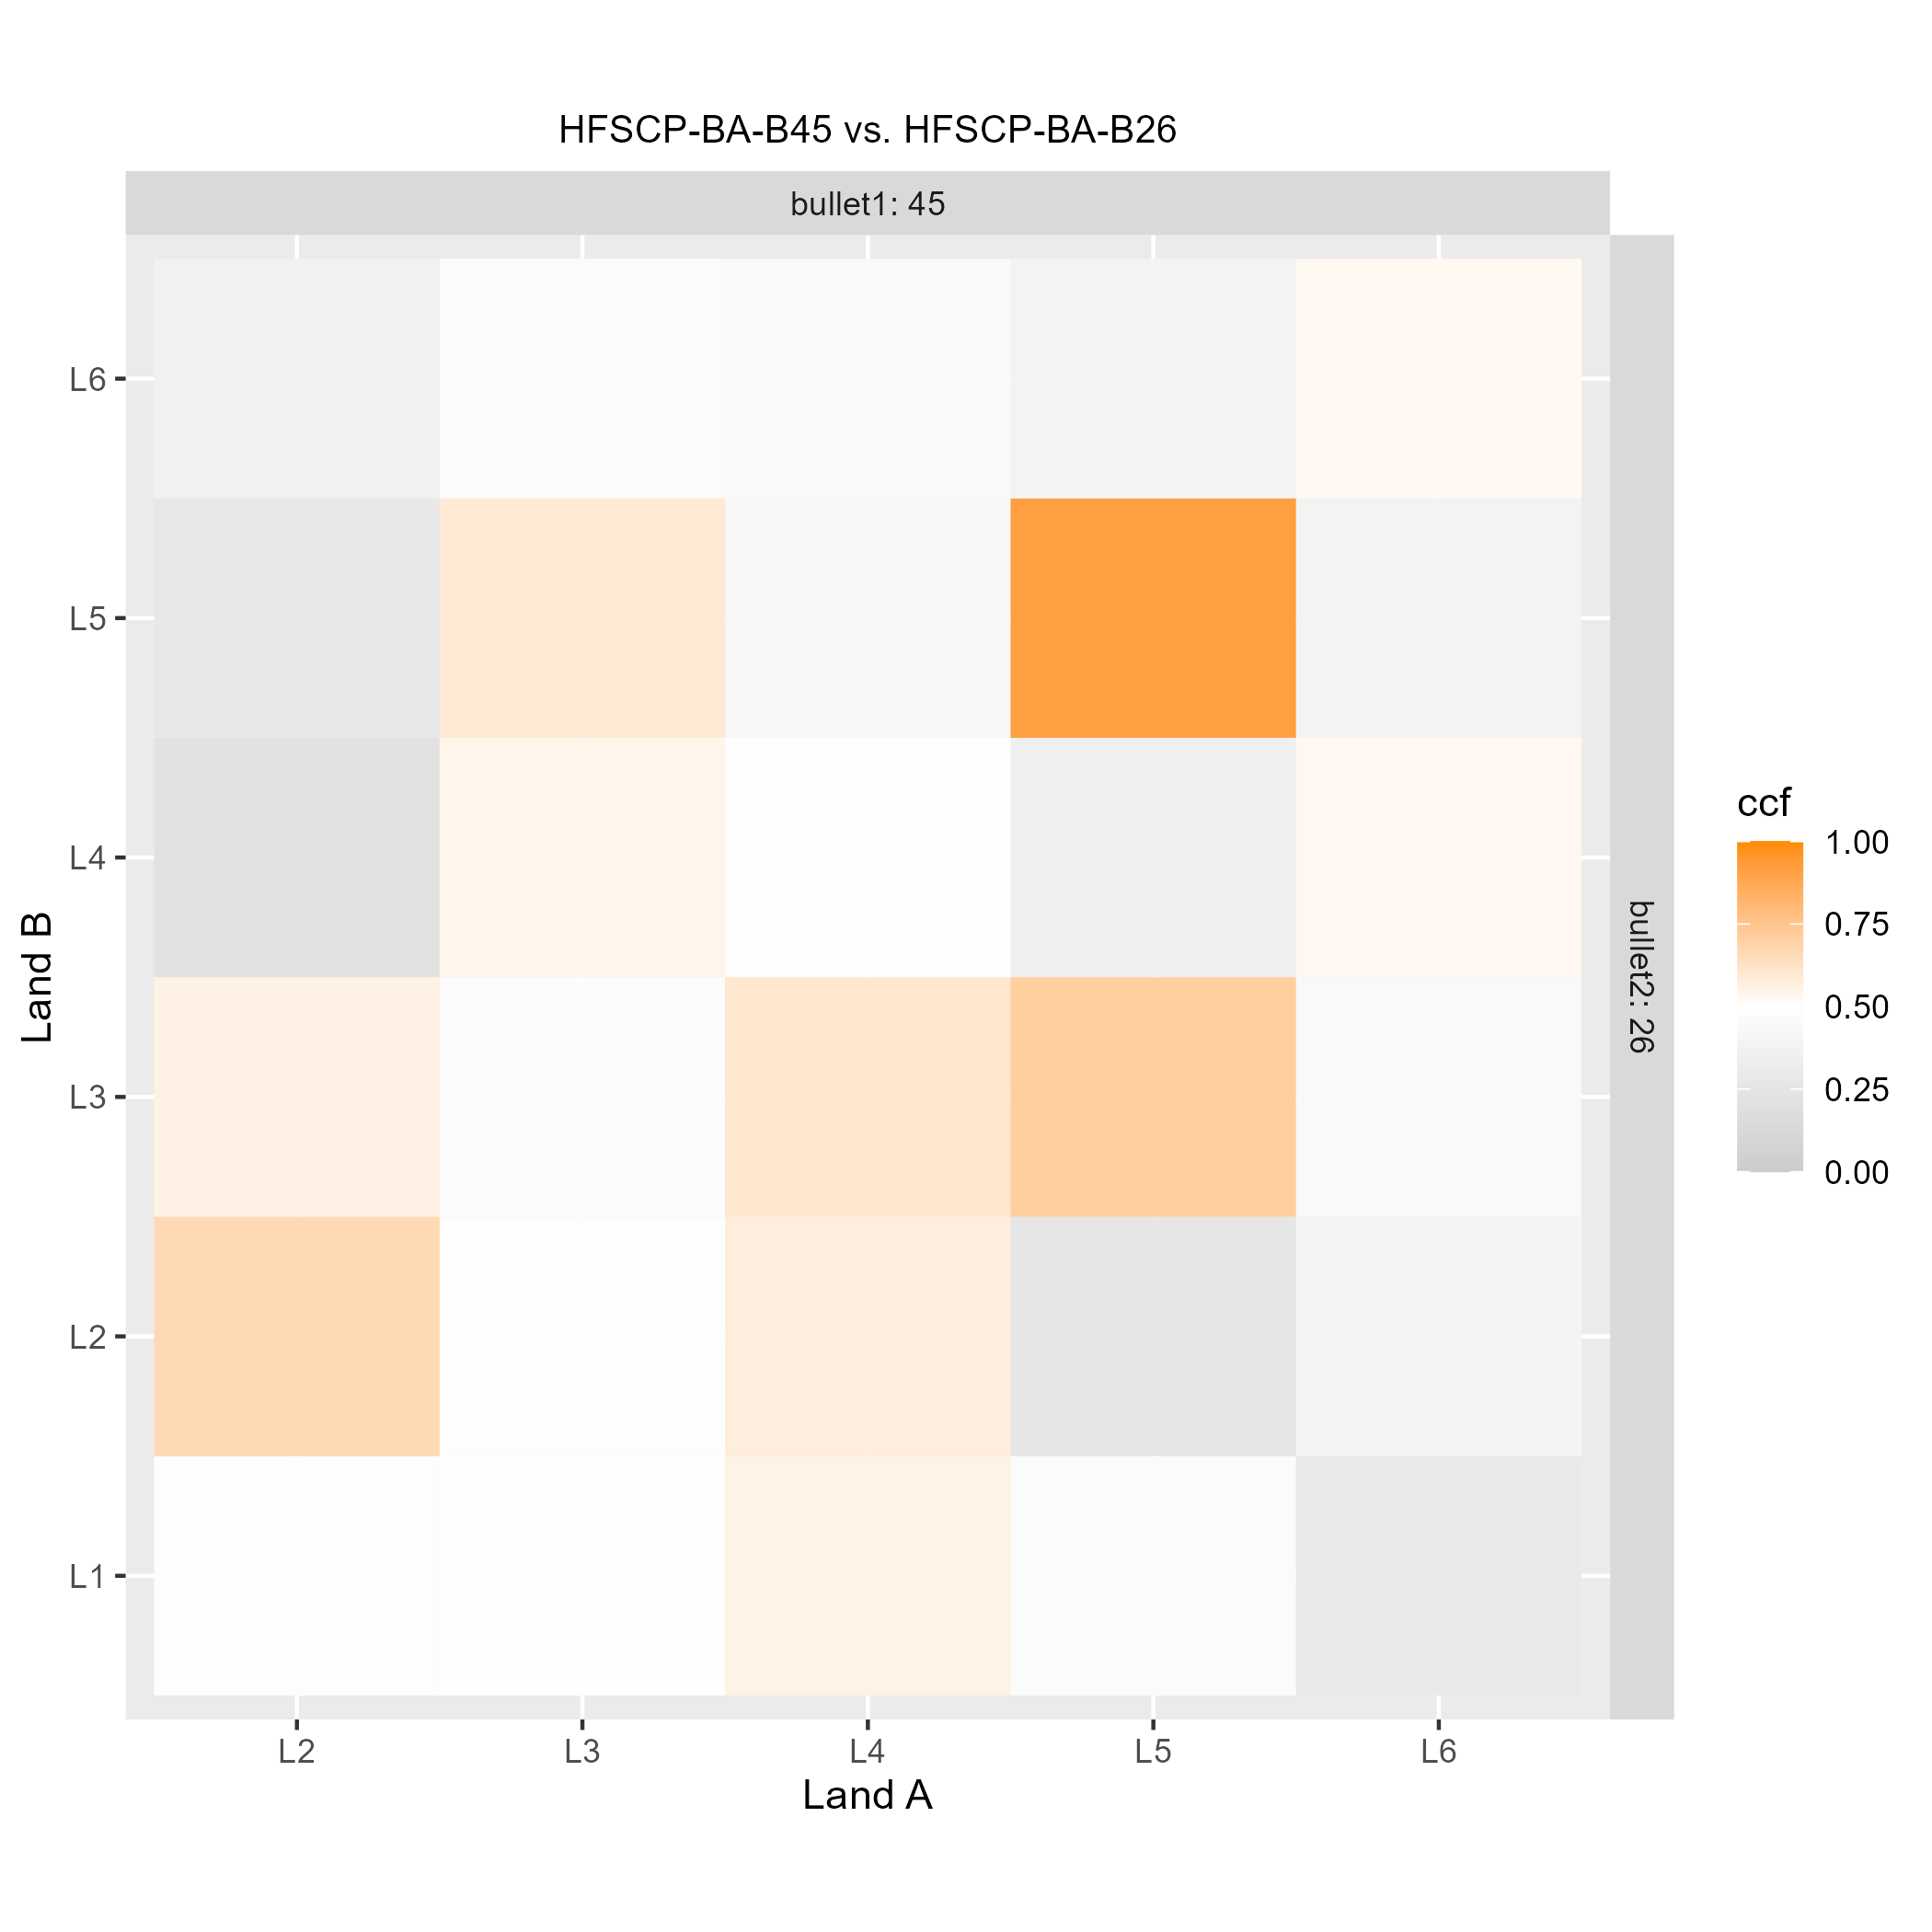 HFSCP-BA-B45 vs. HFSCP-BA-B26
bullet1: 45
L6
L5
L4
L3
L2
L1
Land B
bullet2: 26
ccf
1.00
0.75
0.50
0.25
0.00
L2
L3
L4
L5
L6
Land A